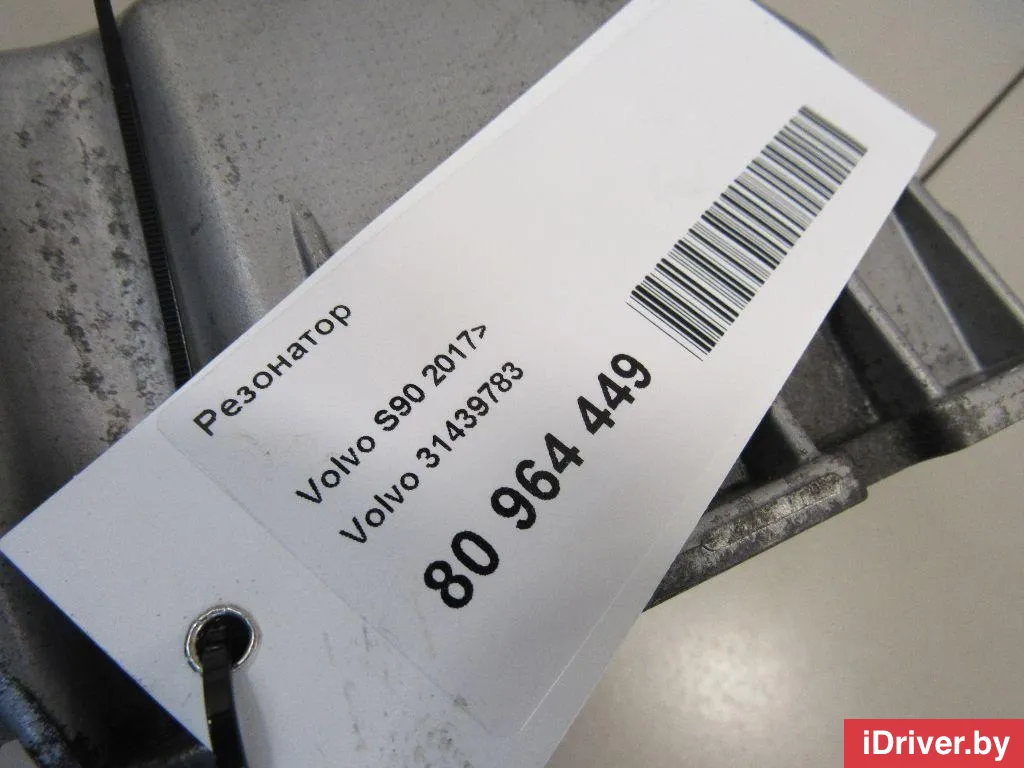 Резонатор
Volvo S90 2017>
Volvo 31439783
80 964 449
iDriver.by